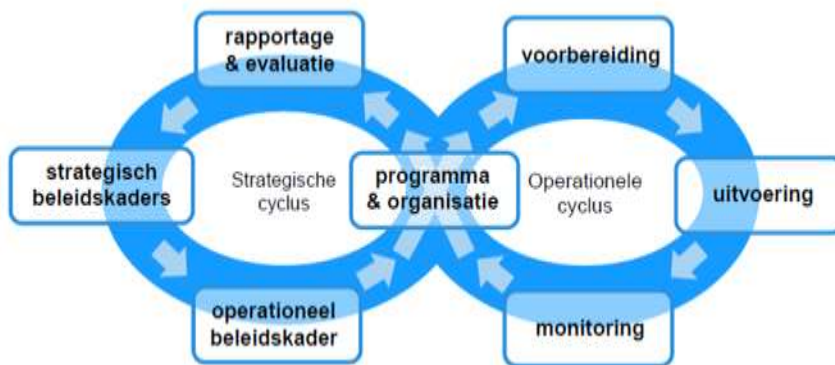 rapportage
& evaluatie
voorbereiding
strategisch
beleidskaders
Strategische
cyclus
programma
& organisatie
Operationele
cyclus
uitvoering
operationeel
beleidskader
monitoring